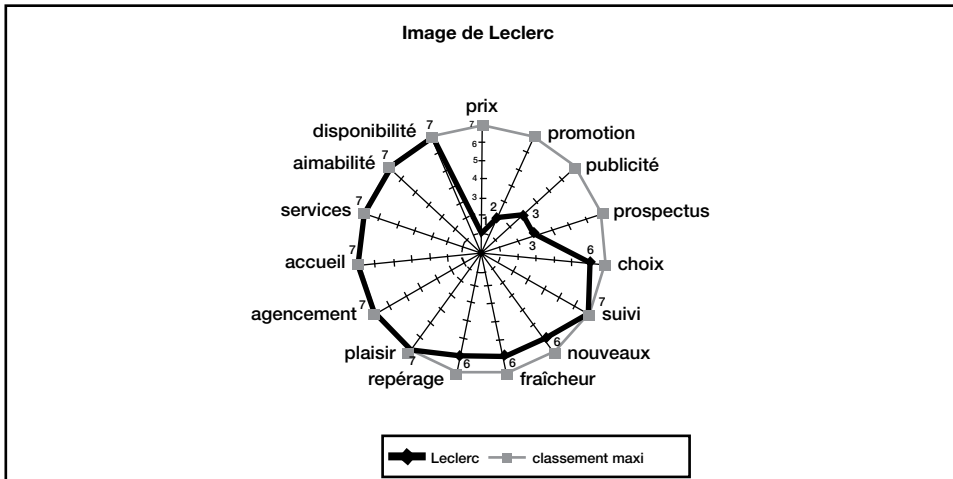 Image de Leclerc
prix
promotion
publicité
prospectus
choix
suivi
nouveaux
fraîcheur
repérage
plaisir
agencement
accueil
services
aimabilité
disponibilité
7
6
5
4
3
1
2
3
3
6
7
6
6
6
7
7
7
7
7
7
Leclerc
classement maxi